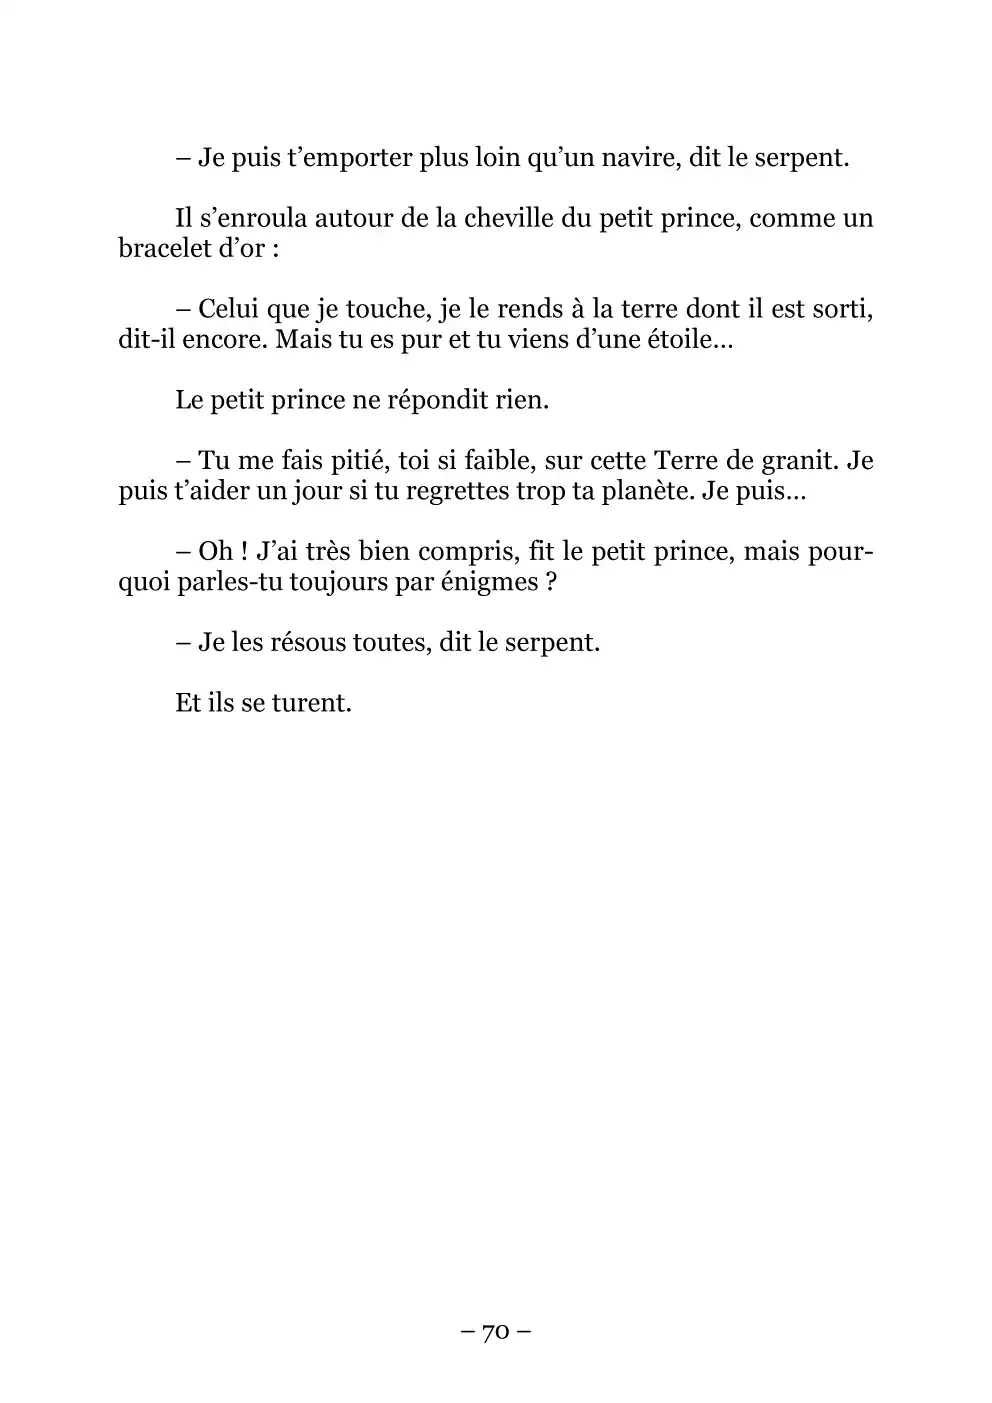 – Je puis t’emporter plus loin qu’un navire, dit le serpent.
Il s’enroula autour de la cheville du petit prince, comme un
bracelet d’or :
– Celui que je touche, je le rends à la terre dont il est sorti,
dit-il encore. Mais tu es pur et tu viens d’une étoile…
Le petit prince ne répondit rien.
– Tu me fais pitié, toi si faible, sur cette Terre de granit. Je
puis t’aider un jour si tu regrettes trop ta planète. Je puis…
– Oh ! J’ai très bien compris, fit le petit prince, mais pour-
quoi parles-tu toujours par énigmes ?
– Je les résous toutes, dit le serpent.
Et ils se turent.
– 70 –